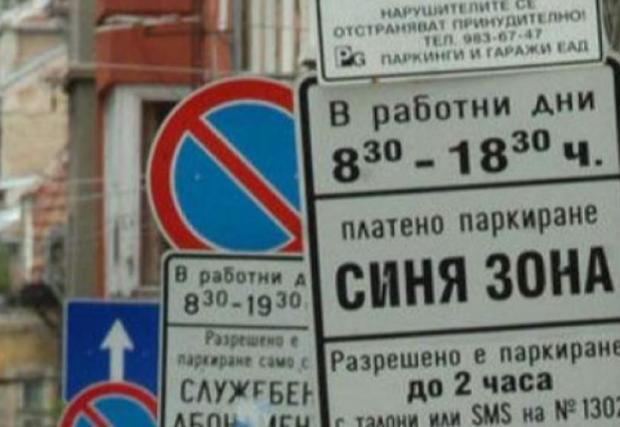 НАРУШИТЕЛИТЕ СЕ
ОТСТРАНЯВАТ ПРИНУДИТЕЛНО!
ТЕЛ. 983-67-47
PG ПАРКИНГИ И ГАРАЖИ ЕАД
В РАБОТНИ ДНИ
8³⁰ - 18³⁰ ч.
ПЛАТЕНО ПАРКИРАНЕ
СИНЯ ЗОНА
Разрешено е паркиране
до 2 часа
с талони или SMS на № 1302
В РАБОТНИ Д
8³⁰-19³⁰
Разрешено е
паркиране само с
СЛУЖЕБЕН